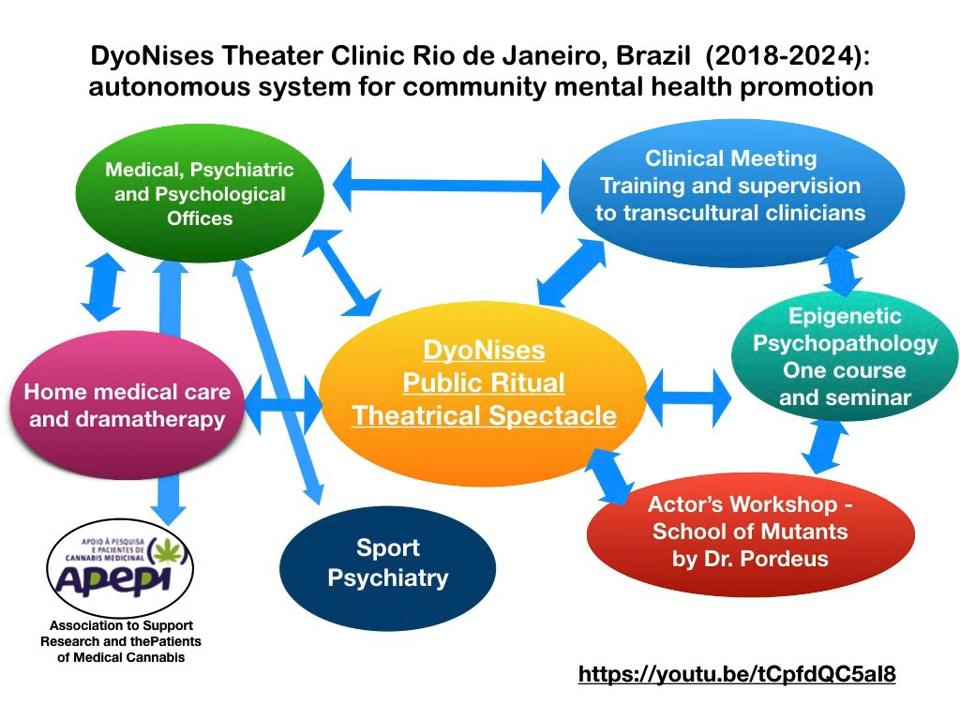 DyoNises Theater Clinic Rio de Janeiro, Brazil (2018-2024):
autonomous system for community mental health promotion
Medical, Psychiatric
and Psychological
Offices
Clinical Meeting
Training and supervision
to transcultural clinicians
Epigenetic
Psychopathology
One course
and seminar
DyoNises
Public Ritual
Theatrical Spectacle
Home medical care
and dramatherapy
Actor's Workshop -
School of Mutants
by Dr. Pordeus
Sport
Psychiatry
APOIO À PESQUISA
E PACIENTES DE
CANNABIS MEDICINAL
APEPI
Association to Support
Research and thePatients
of Medical Cannabis
https://youtu.be/tCpfdQC5aI8